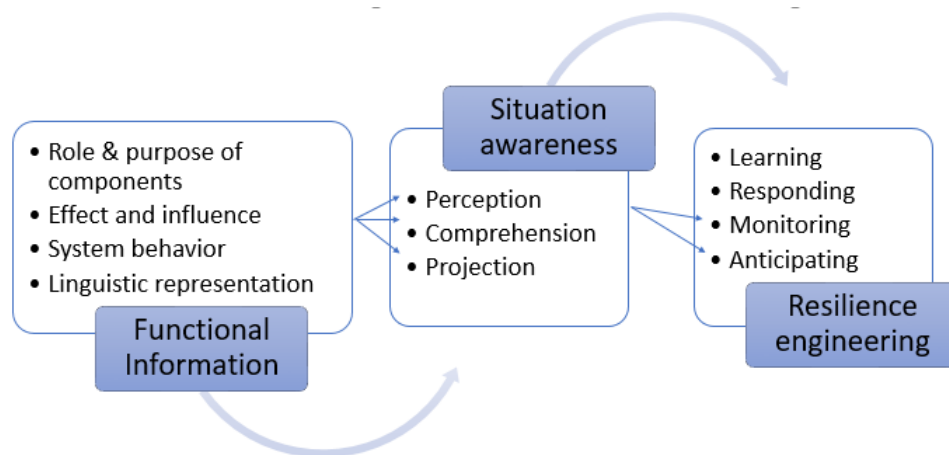 • Role & purpose of
components
• Effect and influence
• System behavior
• Linguistic representation
Functional
Information
Situation
awareness
• Perception
• Comprehension
• Projection
• Learning
• Responding
• Monitoring
• Anticipating
Resilience
engineering